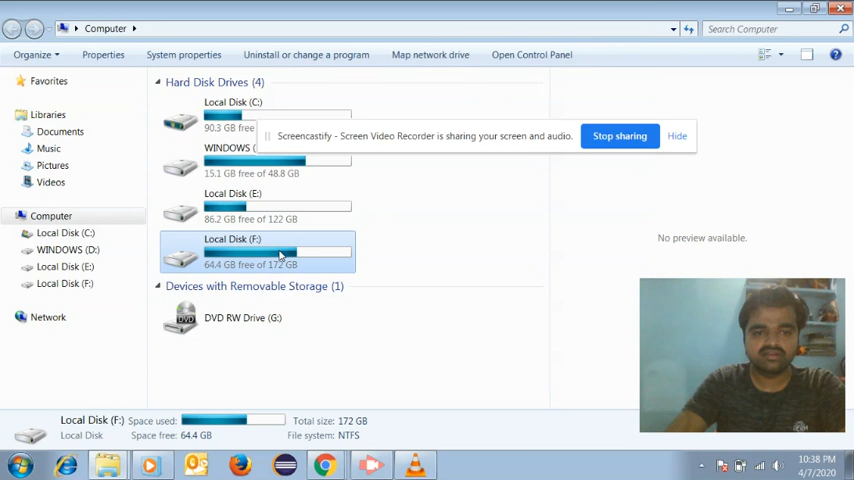 Computer
Search Computer
Organize
Properties
System properties
Uninstall or change a program
Map network drive
Open Control Panel
Favorites
Libraries
Documents
Music
Pictures
Videos
Computer
Local Disk (C:)
WINDOWS (D:)
Local Disk (E:)
Local Disk (F:)
Network
Hard Disk Drives (4)
Local Disk (C:)
90.3 GB free
Screencastify - Screen Video Recorder is sharing your screen and audio.
Stop sharing
Hide
WINDOWS (
15.1 GB free of 48.8 GB
Local Disk (E:)
86.2 GB free of 122 GB
Local Disk (F:)
64.4 GB free of 172 GB
Devices with Removable Storage (1)
DVD
DVD RW Drive (G:)
No preview available.
Local Disk (F:) Space used: Total size: 172 GB
Local Disk Space free: 64.4 GB File system: NTFS
10:38 PM
4/7/2020